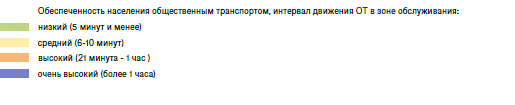 Обеспеченность населения общественным транспортом, интервал движения ОТ в зоне обслуживания:
низкий (5 минут и менее)
средний (6-10 минут)
высокий (21 минута - 1 час )
очень высокий (более 1 часа)